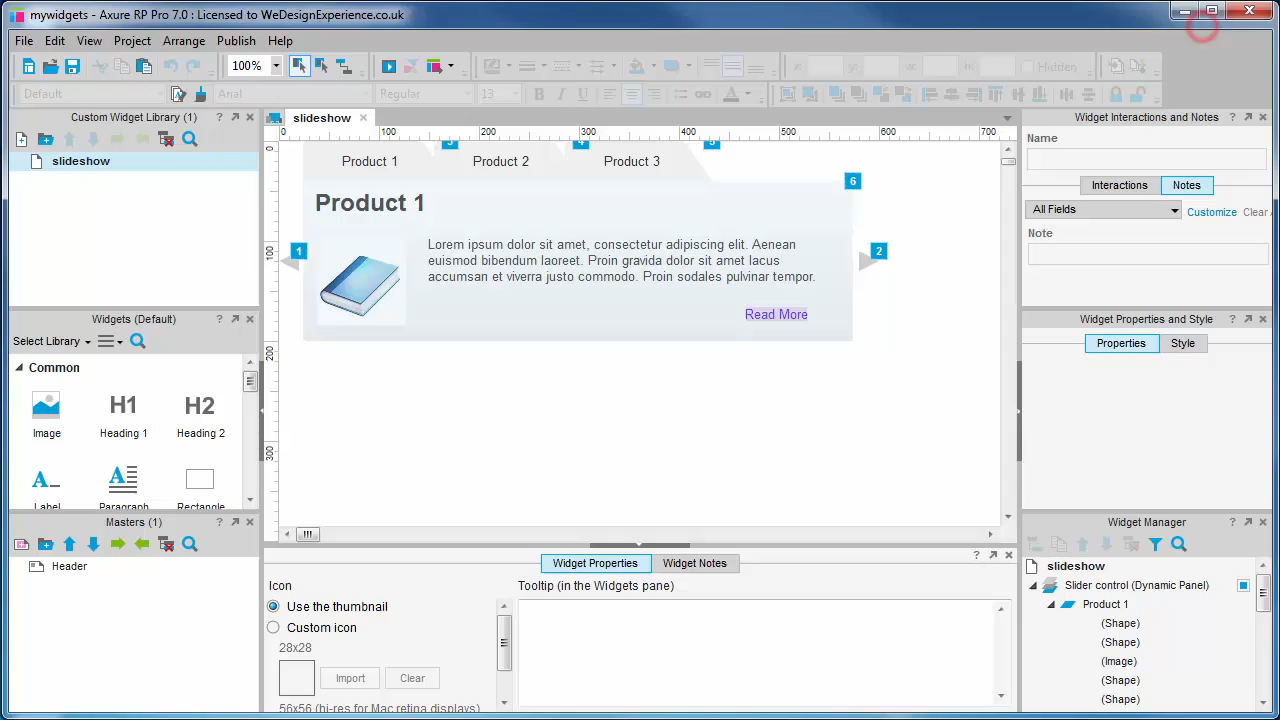 mywidgets - Axure RP Pro 7.0 : Licensed to WeDesignExperience.co.uk
File Edit View Project Arrange Publish Help
100% Hidden
Default Arial Regular 13
Custom Widget Library (1)
slideshow
slideshow
0 100 200 300 400 500 600 700
0
100
200
300
Product 1 Product 2 Product 3
3 4 5
6
Product 1
1
2
Lorem ipsum dolor sit amet, consectetur adipiscing elit. Aenean
euismod bibendum laoreet. Proin gravida dolor sit amet lacus
accumsan et viverra justo commodo. Proin sodales pulvinar tempor.
Read More
Widgets (Default)
Select Library
Common
H1 H2
Image Heading 1 Heading 2
A A
Label Paragraph Rectangle
Masters (1)
Header
Widget Properties Widget Notes
Icon
Use the thumbnail
Custom icon
28x28
Import Clear
56x56 (hi-res for Mac retina displays)
Tooltip (in the Widgets pane)
Widget Interactions and Notes
Name
Interactions Notes
All Fields Customize Clear A
Note
Widget Properties and Style
Properties Style
Widget Manager
slideshow
Slider control (Dynamic Panel)
Product 1
(Shape)
(Shape)
(Image)
(Shape)
(Shape)